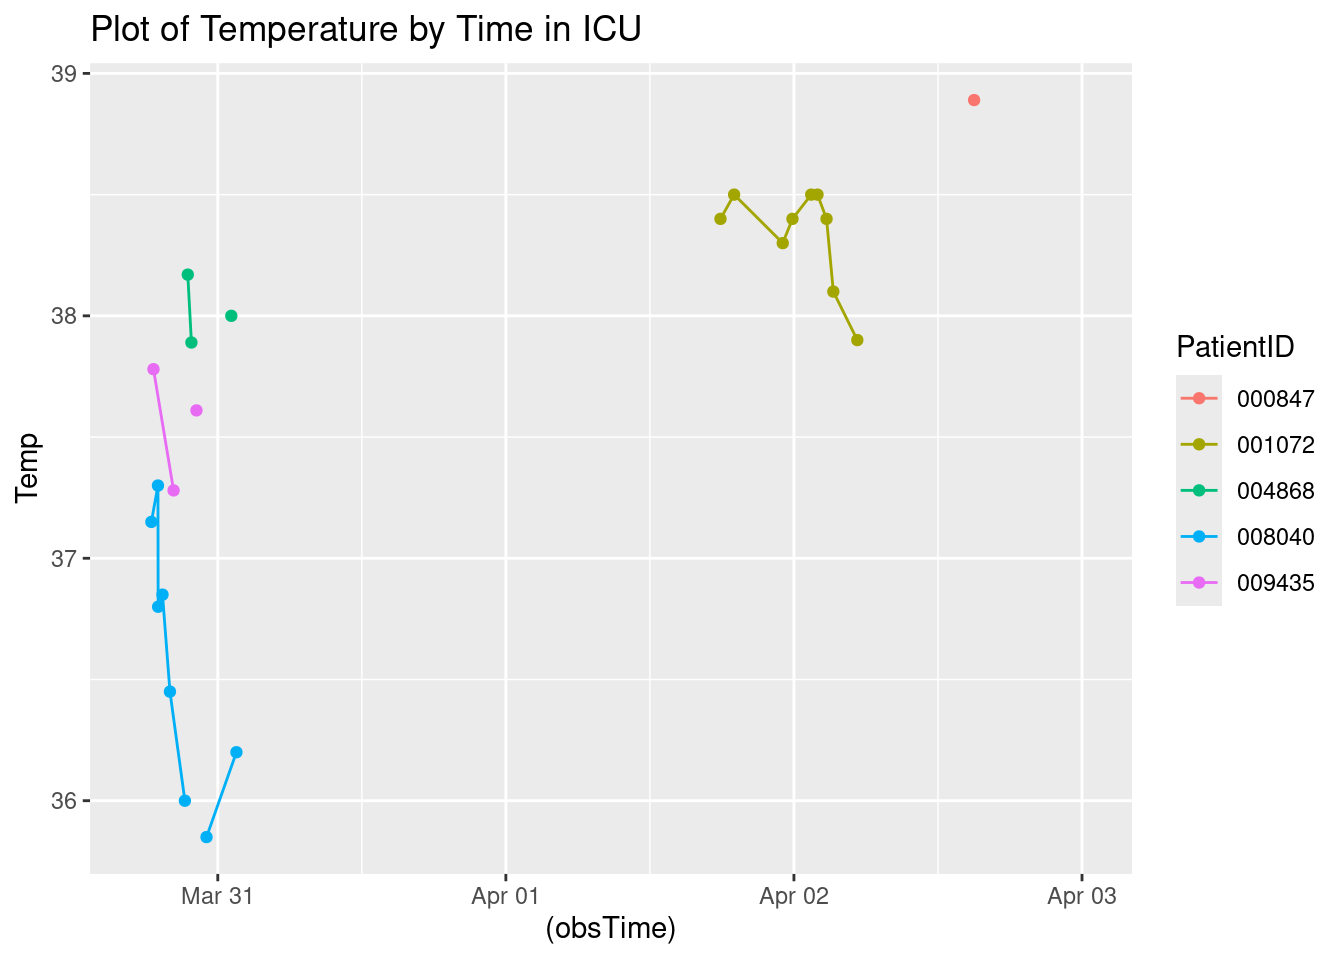 Plot of Temperature by Time in ICU
39
38
37
36
Temp
Mar 31
Apr 01
Apr 02
Apr 03
(obsTime)
PatientID
000847
001072
004868
008040
009435